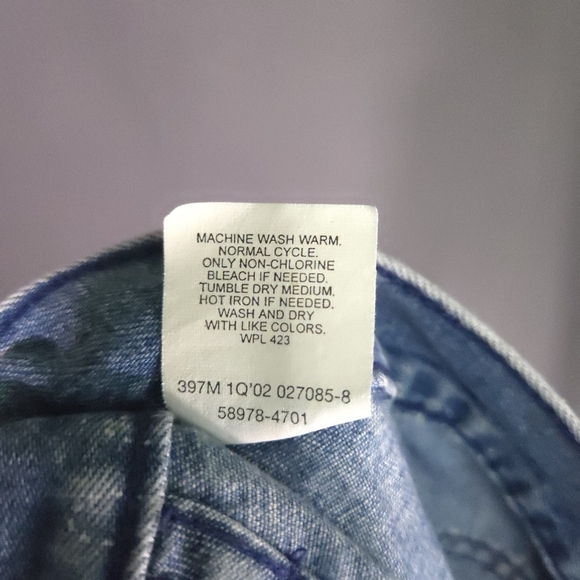 MACHINE WASH WARM.
NORMAL CYCLE.
ONLY NON-CHLORINE
BLEACH IF NEEDED.
TUMBLE DRY MEDIUM.
HOT IRON IF NEEDED.
WASH AND DRY
WITH LIKE COLORS.
WPL 423
397M 1Q'02 027085-8
58978-4701